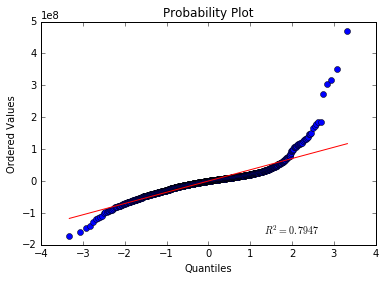 Probability Plot
1e8
5
4
3
2
1
0
−1
−2
Ordered Values
R² = 0.7947
−4 −3 −2 −1 0 1 2 3 4
Quantiles